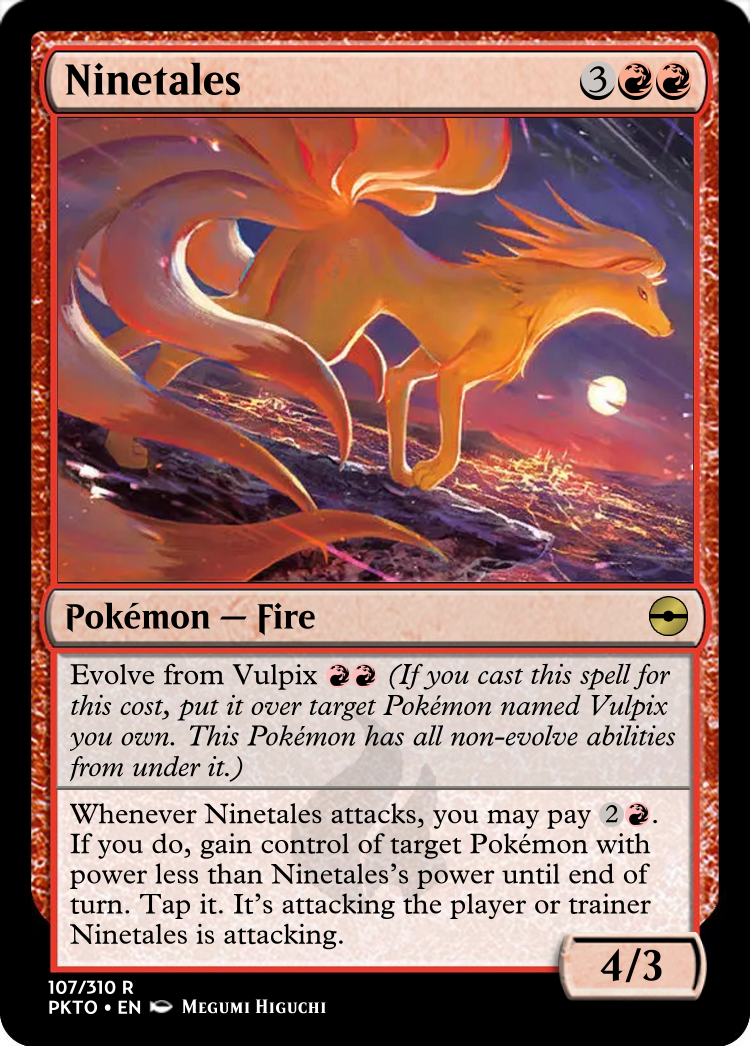 Ninetales 3
Pokémon — Fire
Evolve from Vulpix (If you cast this spell for
this cost, put it over target Pokémon named Vulpix
you own. This Pokémon has all non-evolve abilities
from under it.)
Whenever Ninetales attacks, you may pay 2.
If you do, gain control of target Pokémon with
power less than Ninetales's power until end of
turn. Tap it. It's attacking the player or trainer
Ninetales is attacking.
4/3
107/310 R
PKTO • EN Megumi Higuchi